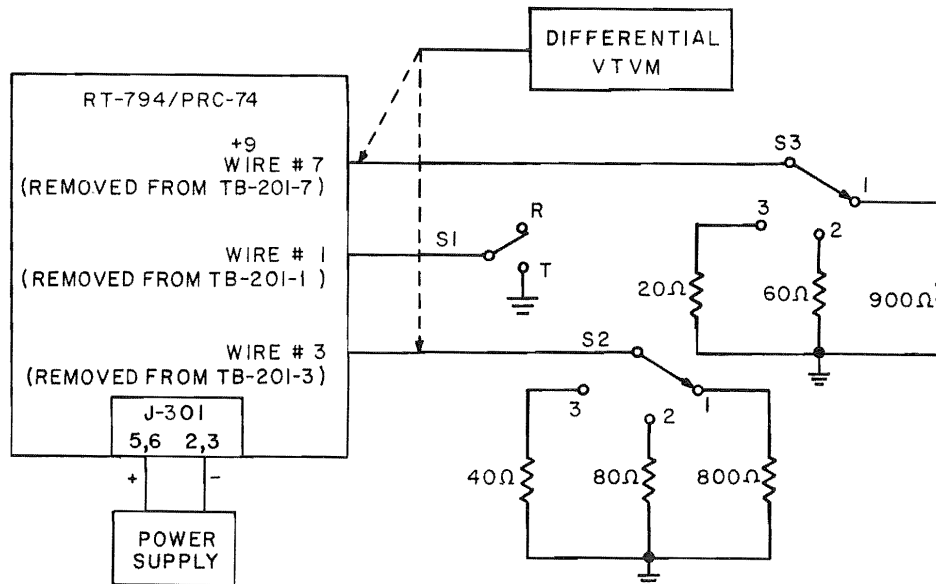 DIFFERENTIAL
VTVM
RT-794/PRC-74
+9
WIRE # 7
(REMOVED FROM TB-201-7)
S3
1
3
2
R
S1
T
WIRE # 1
(REMOVED FROM TB-201-1)
20Ω
60Ω
900Ω
S2
WIRE # 3
(REMOVED FROM TB-201-3)
3
1
2
J-301
5,6 2,3
40Ω
80Ω
800Ω
+ -
POWER
SUPPLY